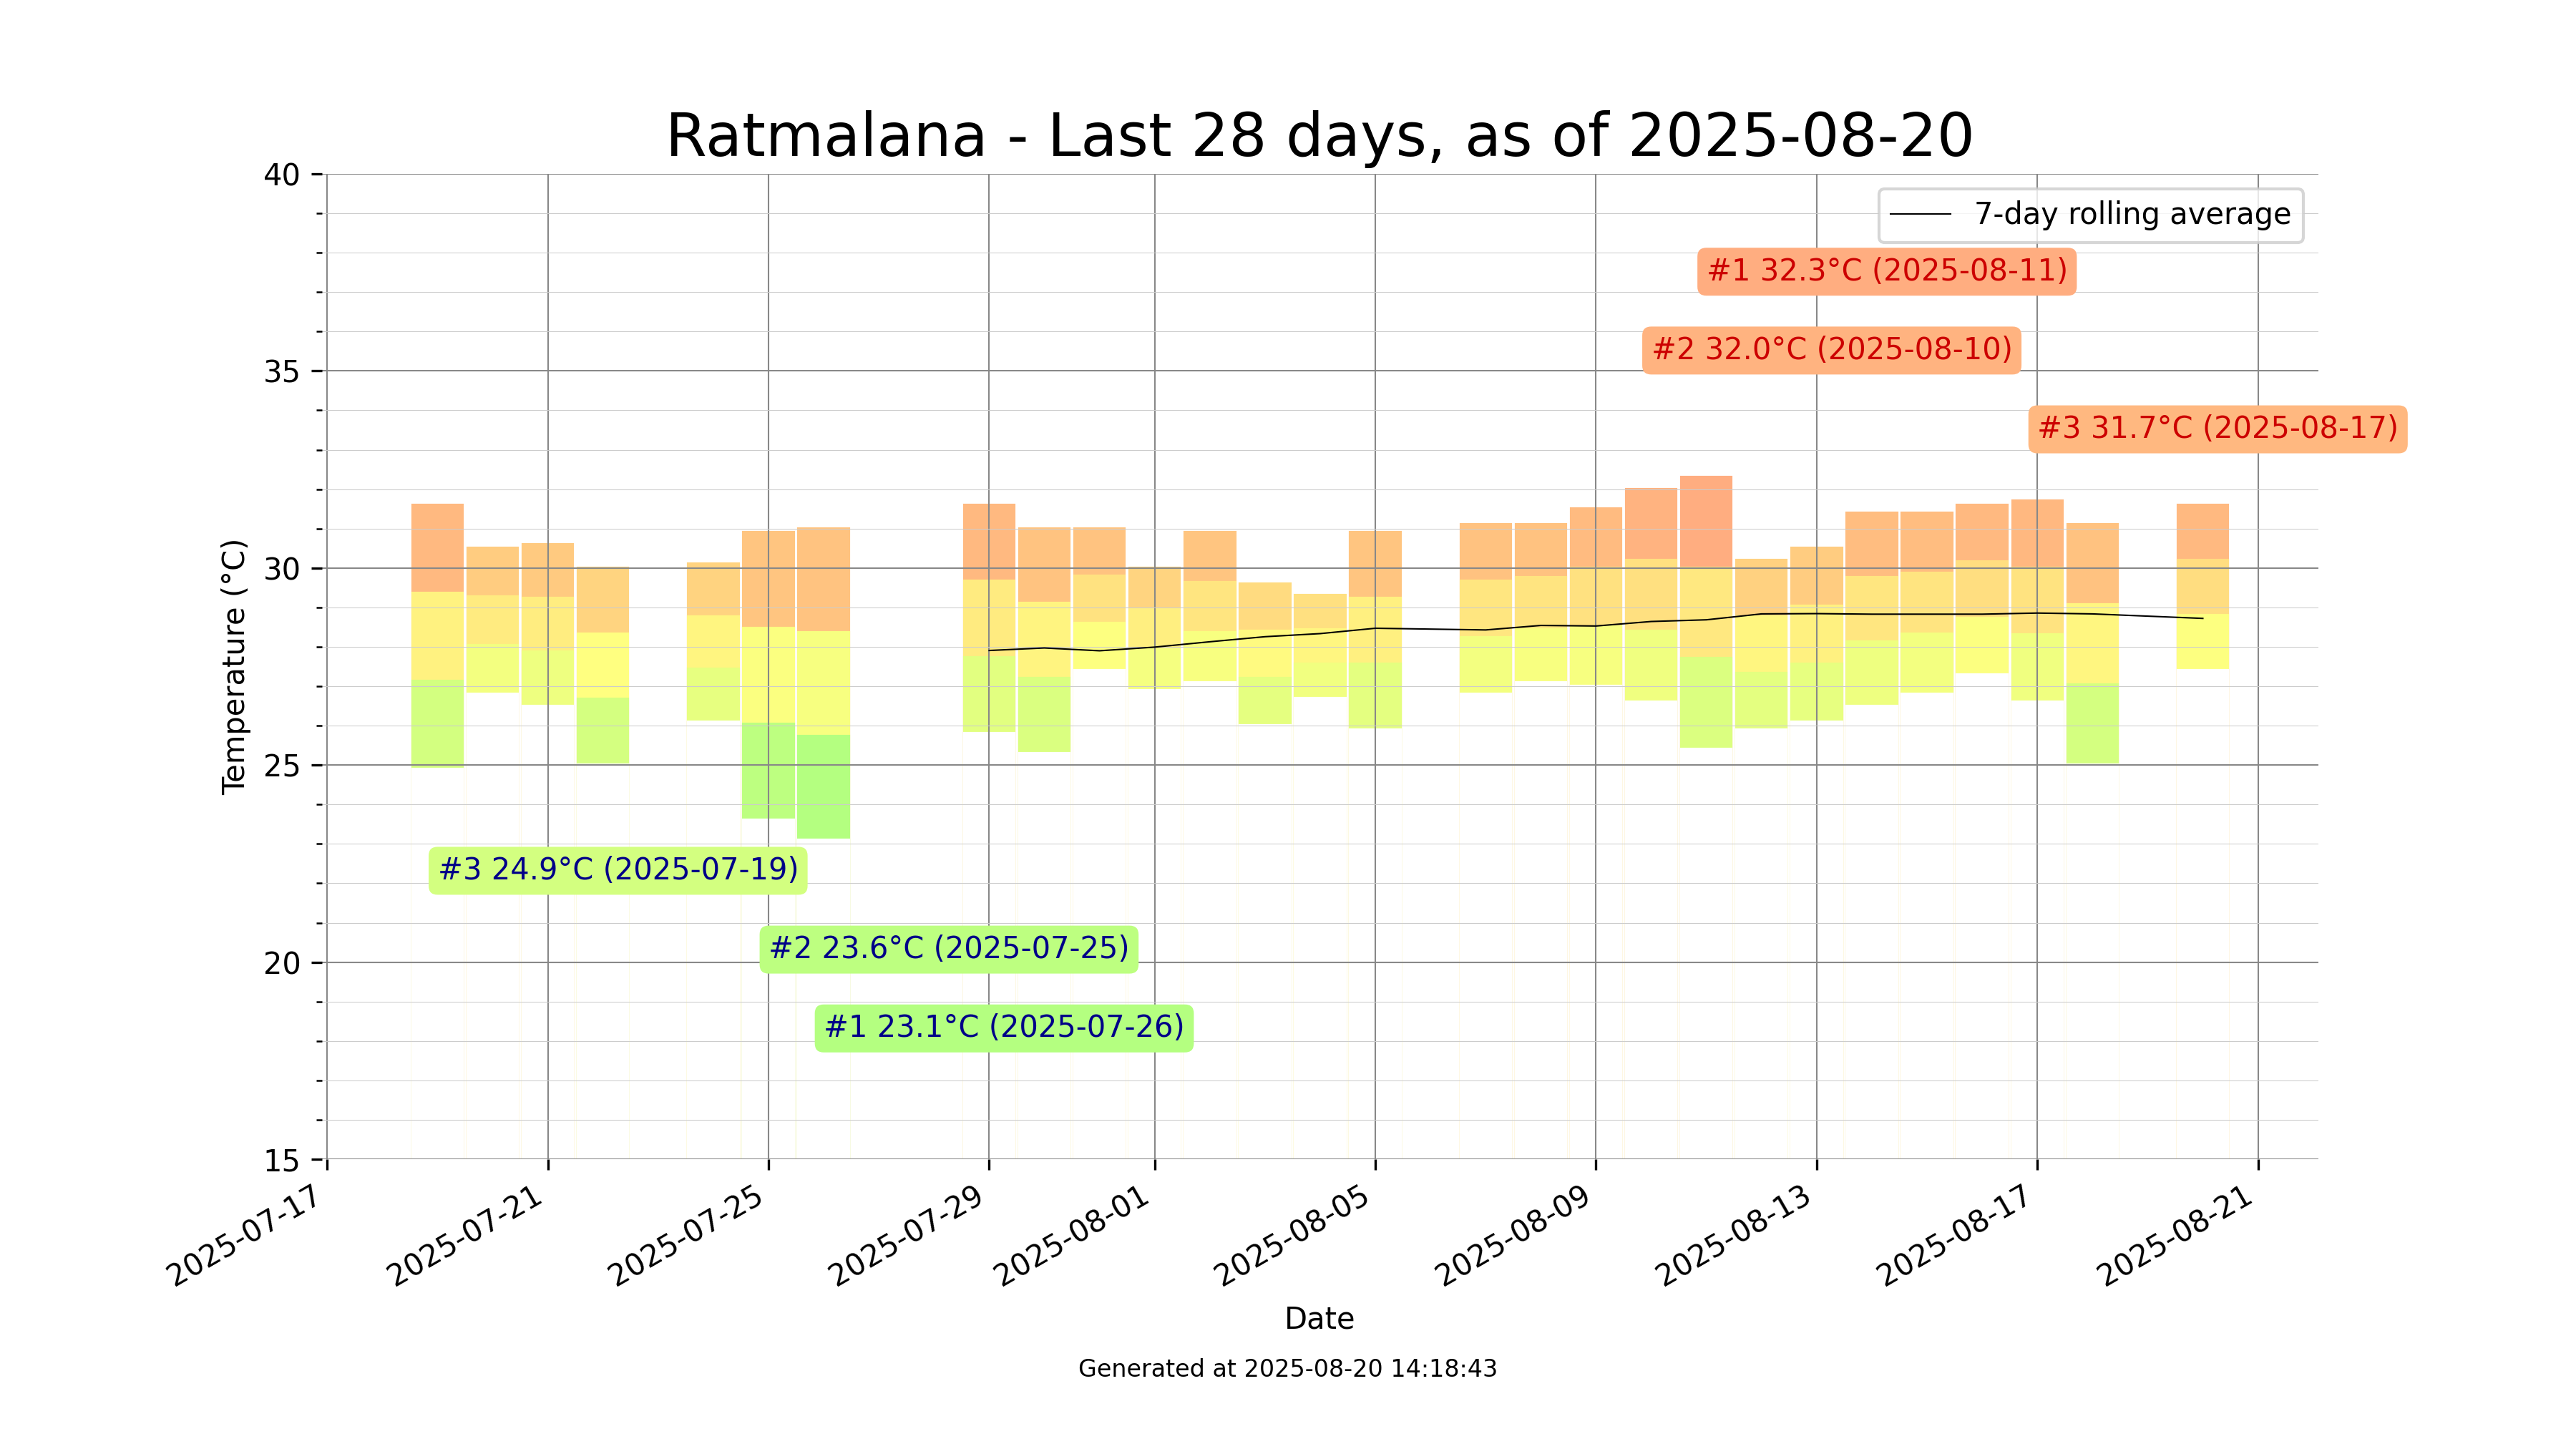 Ratmalana - Last 28 days, as of 2025-08-20
7-day rolling average
#1 32.3°C (2025-08-11)
#2 32.0°C (2025-08-10)
#3 31.7°C (2025-08-17)
#3 24.9°C (2025-07-19)
#2 23.6°C (2025-07-25)
#1 23.1°C (2025-07-26)
Temperature (°C)
40
35
30
25
20
15
2025-07-17
2025-07-21
2025-07-25
2025-07-29
2025-08-01
2025-08-05
2025-08-09
2025-08-13
2025-08-17
2025-08-21
Date
Generated at 2025-08-20 14:18:43